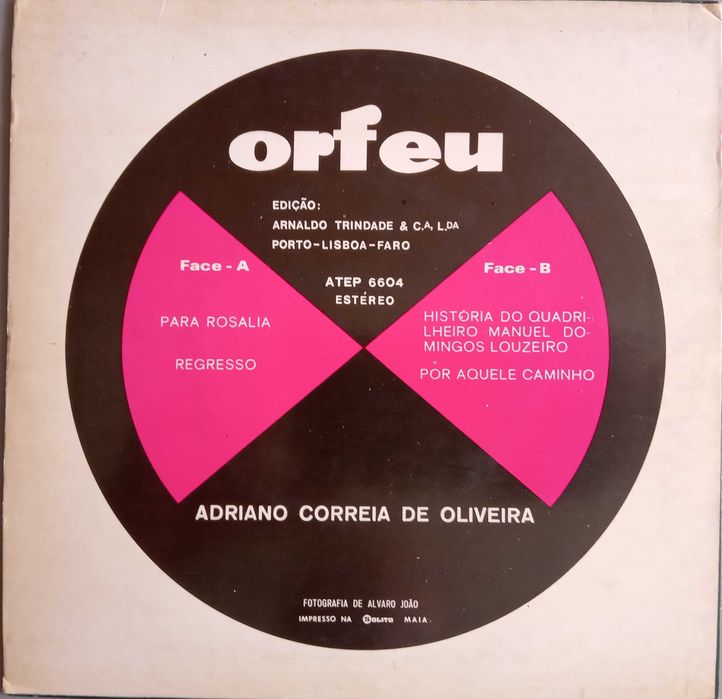 orfeu
EDIÇÃO:
ARNALDO TRINDADE & C.A, L.DA
PORTO-LISBOA-FARO
ATEP 6604
ESTÉREO
Face - A
PARA ROSALIA
REGRESSO
Face - B
HISTÓRIA DO QUADRI-
LHEIRO MANUEL DO-
MINGOS LOUZEIRO
POR AQUELE CAMINHO
ADRIANO CORREIA DE OLIVEIRA
FOTOGRAFIA DE ALVARO JOÃO
IMPRESSO NA MAIA